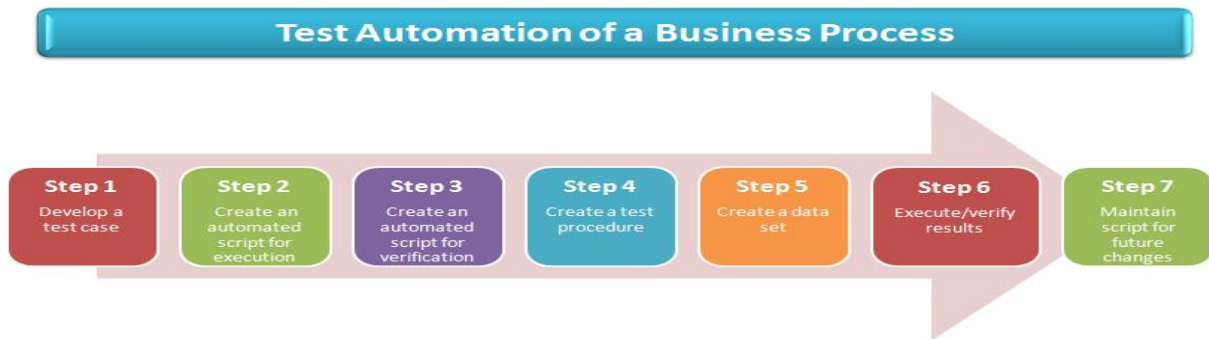 Test Automation of a Business Process
Step 1
Develop a
test case
Step 2
Create an
automated
script for
execution
Step 3
Create an
automated
script for
verification
Step 4
Create a test
procedure
Step 5
Create a data
set
Step 6
Execute/verify
results
Step 7
Maintain
script for
future
changes